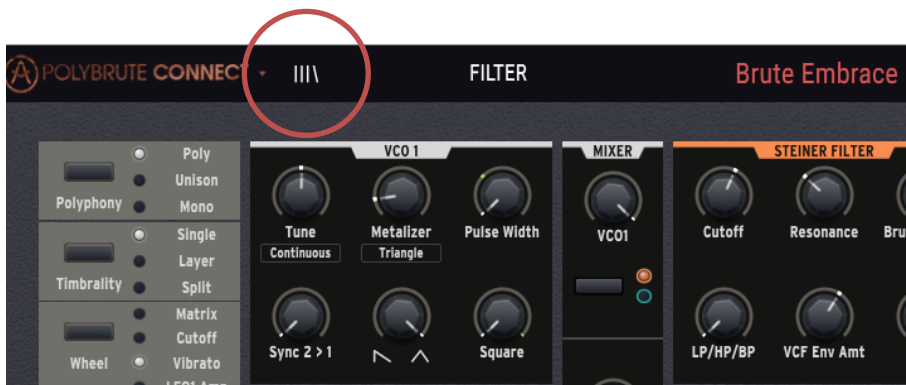 POLYBRUTE CONNECT
FILTER
Brute Embrace
Poly
Unison
Mono
Polyphony
Single
Layer
Split
Timbrality
Matrix
Cutoff
Vibrato
Wheel
VCO 1
Tune
Continuous
Metalizer
Triangle
Pulse Width
Sync 2 > 1
Square
MIXER
VCO1
STEINER FILTER
Cutoff
Resonance
LP/HP/BP
VCF Env Amt